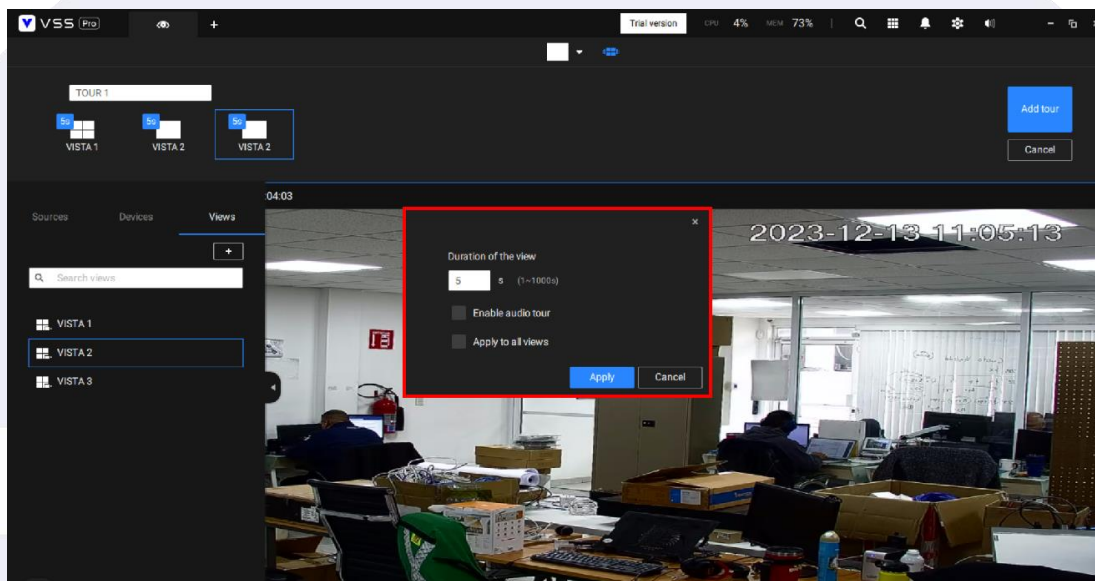 VSS Pro
+
Trial version CPU 4% MEM 73%
TOUR 1
5s 5s 5s
VISTA 1 VISTA 2 VISTA 2
Add tour
Cancel
:04:03
Sources Devices Views
+
Search views
VISTA 1
VISTA 2
VISTA 3
2023-12-13 11:05:13
Duration of the view
5 s (1~1000s)
Enable audio tour
Apply to all views
Apply Cancel